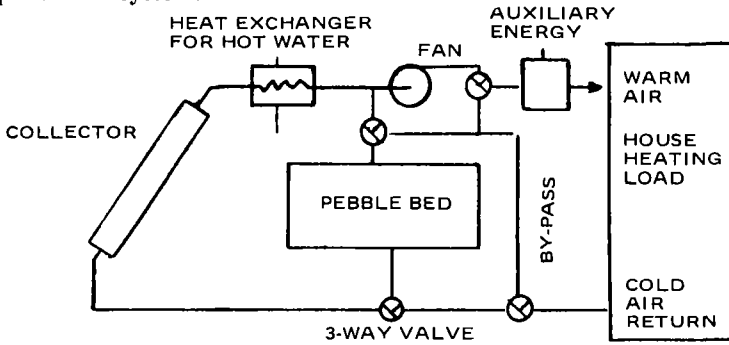 HEAT EXCHANGER
FOR HOT WATER
AUXILIARY
ENERGY
FAN
COLLECTOR
WARM
AIR
HOUSE
HEATING
LOAD
PEBBLE BED
BY-PASS
COLD
AIR
RETURN
3-WAY VALVE